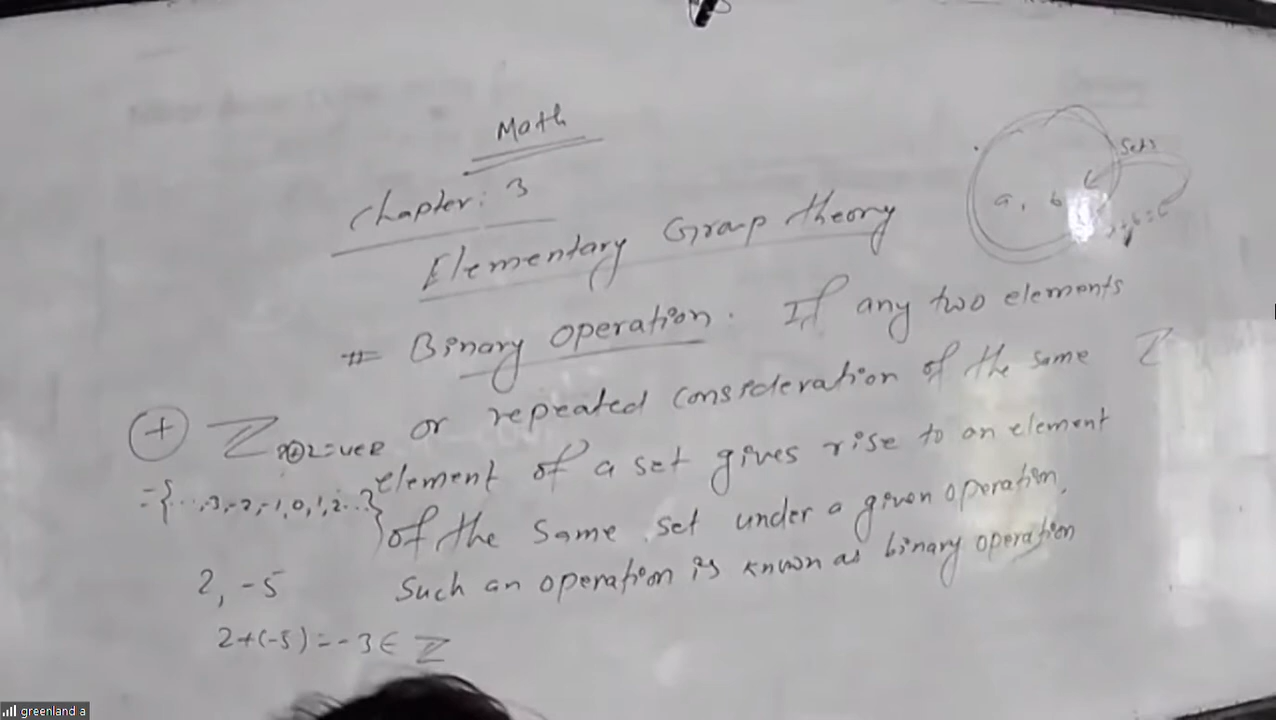 Math
Chapter: 3
Elementary Group theory
Sets
a, b
# Binary operation. If any two elements
or repeated consideration of the same Z
element of a set gives rise to an element
of the same set under a given operation.
Such an operation is known as binary operation
+ Z
={...,-3,-2,-1,0,1,2...}
2, -5
2+(-5)=-3∈ Z
greenland a